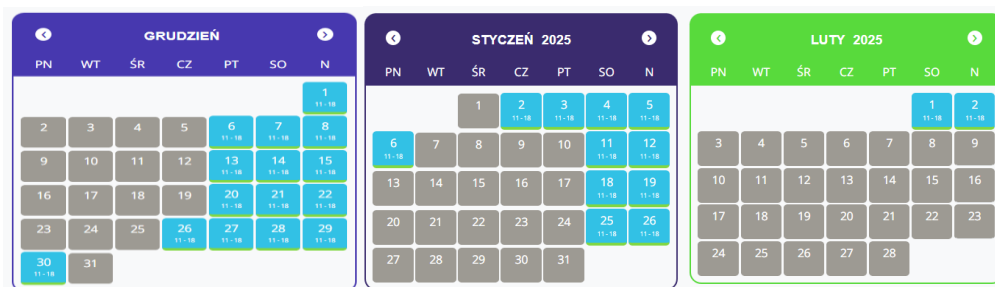 GRUDZIEŃ
PN WT ŚR CZ PT SO N
1
11 - 18
2 3 4 5 6 7 8
11 - 18 11 - 18 11 - 18
9 10 11 12 13 14 15
11 - 18 11 - 18 11 - 18
16 17 18 19 20 21 22
11 - 18 11 - 18 11 - 18
23 24 25 26 27 28 29
11 - 18 11 - 18 11 - 18 11 - 18
30 31
11 - 18
STYCZEŃ 2025
PN WT ŚR CZ PT SO N
1 2 3 4 5
11 - 18 11 - 18 11 - 18 11 - 18
6 7 8 9 10 11 12
11 - 18 11 - 18 11 - 18
13 14 15 16 17 18 19
11 - 18 11 - 18
20 21 22 23 24 25 26
11 - 18 11 - 18
27 28 29 30 31
LUTY 2025
PN WT ŚR CZ PT SO N
1 2
11 - 18 11 - 18
3 4 5 6 7 8 9
10 11 12 13 14 15 16
17 18 19 20 21 22 23
24 25 26 27 28